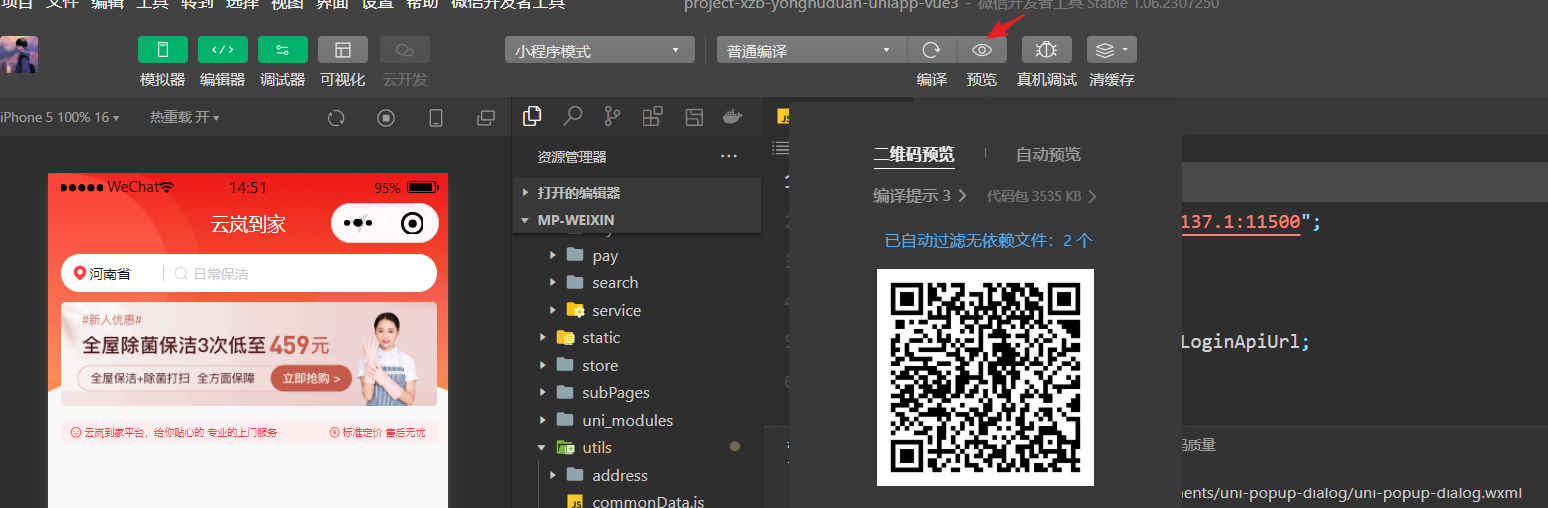 项目 文件 编辑 工具 转到 选择 视图 界面 设置 帮助 微信开发者工具
project-xzb-yonghuduan-uniapp-vue3 - 微信开发者工具 Stable 1.06.2307250
小程序模式
普通编译
模拟器 编辑器 调试器 可视化 云开发
编译 预览 真机调试 清缓存
iPhone 5 100% 16
热重载 开
WeChat 14:51 95%
云岚到家
河南省
日常保洁
#新人优惠#
全屋除菌保洁3次低至459元
全屋保洁+除菌打扫 全方面保障
立即抢购 >
云岚到家平台,给你贴心的 专业的上门服务
标准定价 售后无忧
资源管理器
打开的编辑器
MP-WEIXIN
pay
search
service
static
store
subPages
uni_modules
utils
address
commonData.js
JS
二维码预览
自动预览
编译提示 3
代码包 3535 KB
已自动过滤无依赖文件:2 个
137.1:11500";
LoginApiUrl;
质量
ents/uni-popup-dialog/uni-popup-dialog.wxml